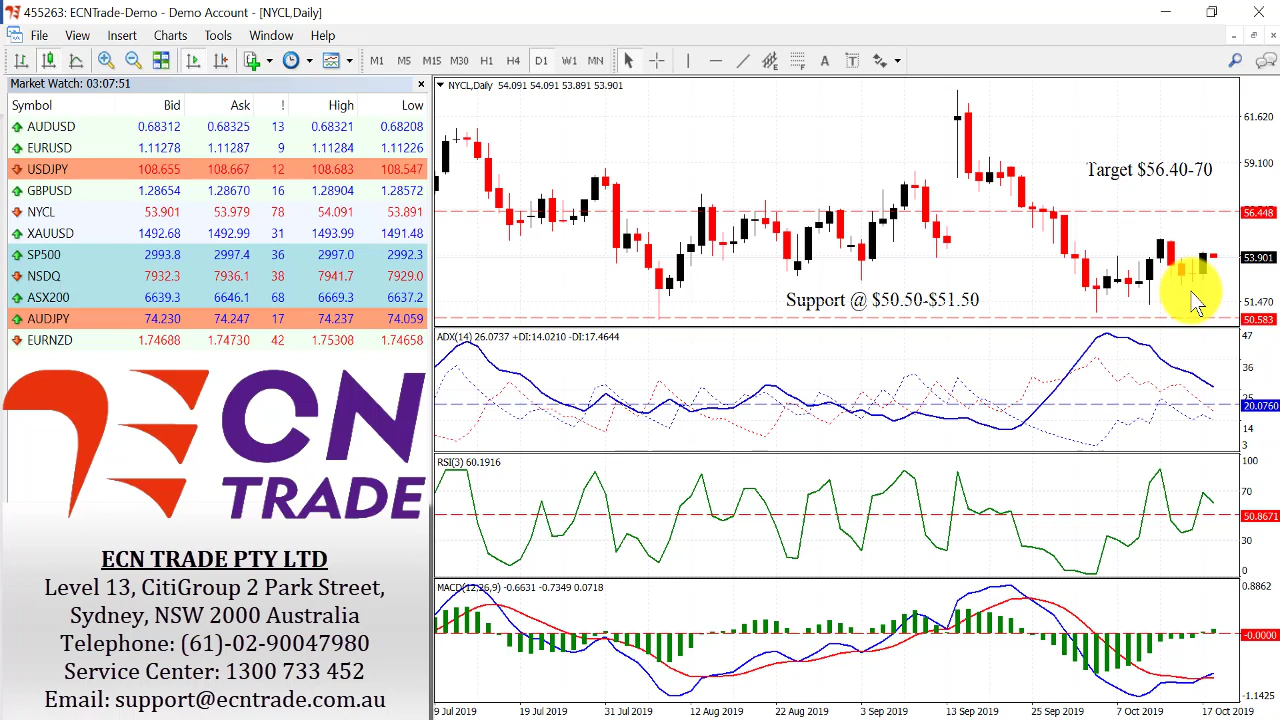 455263: ECNTrade-Demo - Demo Account - [NYCL,Daily]
File View Insert Charts Tools Window Help
A T M1 M5 M15 M30 H1 H4 D1 W1 MN
Market Watch: 03:07:51
Symbol Bid Ask ! High Low
AUDUSD 0.68312 0.68325 13 0.68321 0.68208
EURUSD 1.11278 1.11287 9 1.11284 1.11226
USDJPY 108.655 108.667 12 108.683 108.547
GBPUSD 1.28654 1.28670 16 1.28904 1.28572
NYCL 53.901 53.979 78 54.091 53.891
XAUUSD 1492.68 1492.99 31 1493.99 1491.48
SP500 2993.8 2997.4 36 2997.0 2992.3
NSDQ 7932.3 7936.1 38 7941.7 7929.0
ASX200 6639.3 6646.1 68 6669.3 6637.2
AUDJPY 74.230 74.247 17 74.237 74.059
EURNZD 1.74688 1.74730 42 1.75308 1.74658
ECN
TRADE
ECN TRADE PTY LTD
Level 13, CitiGroup 2 Park Street,
Sydney, NSW 2000 Australia
Telephone: (61)-02-90047980
Service Center: 1300 733 452
Email: support@ecntrade.com.au
NYCL,Daily 54.091 54.091 53.891 53.901
61.620
59.100
Target $56.40-70
56.448
53.901
Support @ $50.50-$51.50
51.470
50.583
ADX(14) 26.0737 +DI:14.0210 -DI:17.4644
47
36
25
20.0760
14
3
RSI(3) 60.1916
100
70
50.8671
30
0
MACD(12,26,9) -0.6631 -0.7349 0.0718
0.8862
-0.0000
-1.1425
9 Jul 2019 19 Jul 2019 31 Jul 2019 12 Aug 2019 22 Aug 2019 3 Sep 2019 13 Sep 2019 25 Sep 2019 7 Oct 2019 17 Oct 2019